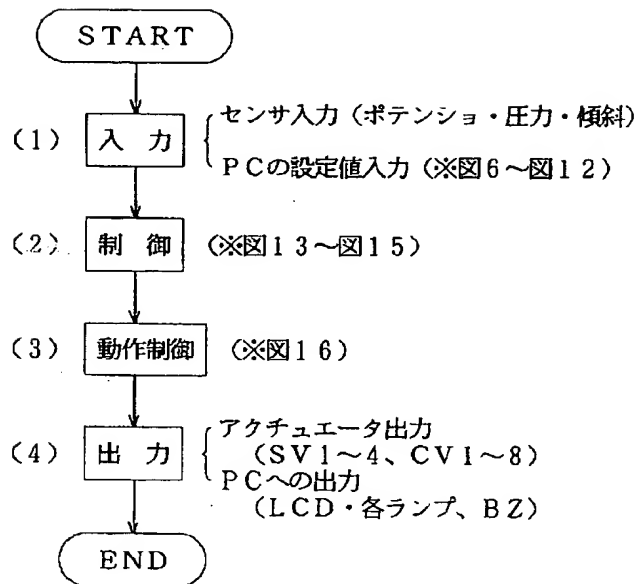 START
(1) 入力 センサ入力(ポテンショ・圧力・傾斜)
PCの設定値入力(※図6~図12)
(2) 制御 (※図13~図15)
(3) 動作制御 (※図16)
(4) 出力 アクチュエータ出力
(SV1~4、CV1~8)
PCへの出力
(LCD・各ランプ、BZ)
END